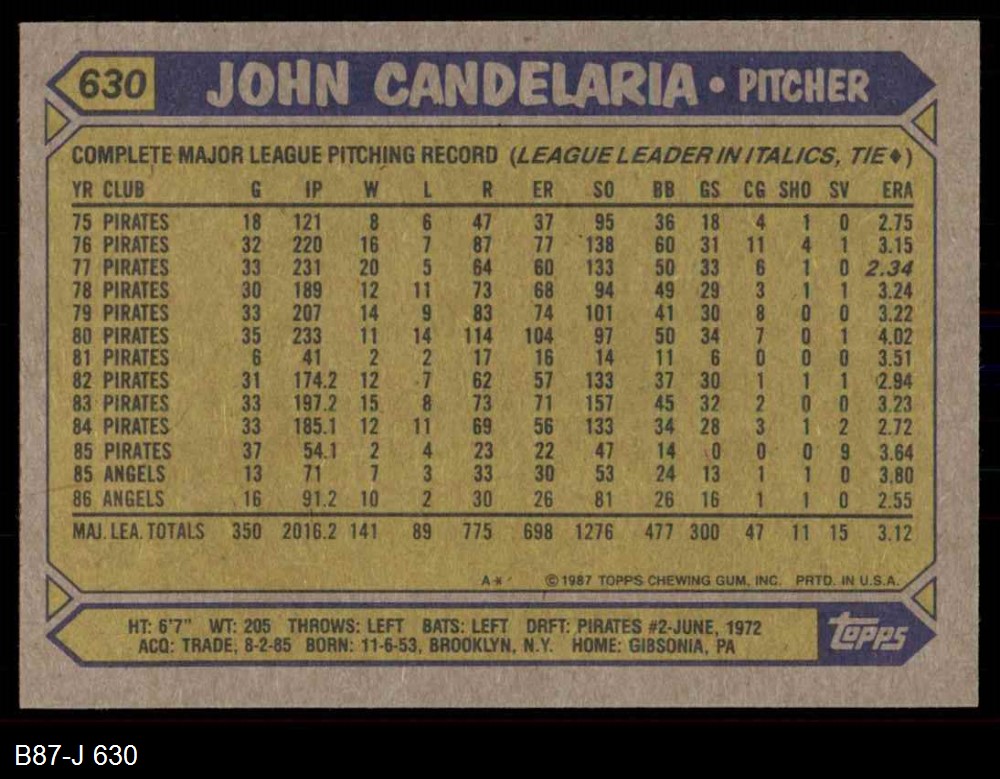 630 JOHN CANDELARIA • PITCHER
COMPLETE MAJOR LEAGUE PITCHING RECORD (LEAGUE LEADER IN ITALICS, TIE♦)
YR CLUB G IP W L R ER SO BB GS CG SHO SV ERA
75 PIRATES 18 121 8 6 47 37 95 36 18 4 1 0 2.75
76 PIRATES 32 220 16 7 87 77 138 60 31 11 4 1 3.15
77 PIRATES 33 231 20 5 64 60 133 50 33 6 1 0 2.34
78 PIRATES 30 189 12 11 73 68 94 49 29 3 1 1 3.24
79 PIRATES 33 207 14 9 83 74 101 41 30 8 0 0 3.22
80 PIRATES 35 233 11 14 114 104 97 50 34 7 0 1 4.02
81 PIRATES 6 41 2 2 17 16 14 11 6 0 0 0 3.51
82 PIRATES 31 174.2 12 7 62 57 133 37 30 1 1 1 2.94
83 PIRATES 33 197.2 15 8 73 71 157 45 32 2 0 0 3.23
84 PIRATES 33 185.1 12 11 69 56 133 34 28 3 1 2 2.72
85 PIRATES 37 54.1 2 4 23 22 47 14 0 0 0 9 3.64
85 ANGELS 13 71 7 3 33 30 53 24 13 1 1 0 3.80
86 ANGELS 16 91.2 10 2 30 26 81 26 16 1 1 0 2.55
MAJ. LEA. TOTALS 350 2016.2 141 89 775 698 1276 477 300 47 11 15 3.12
A* ©1987 TOPPS CHEWING GUM, INC. PRTD. IN U.S.A.
HT: 6'7" WT: 205 THROWS: LEFT BATS: LEFT DRFT: PIRATES #2-JUNE, 1972
ACQ: TRADE, 8-2-85 BORN: 11-6-53, BROOKLYN, N.Y. HOME: GIBSONIA, PA
topps
B87-J 630